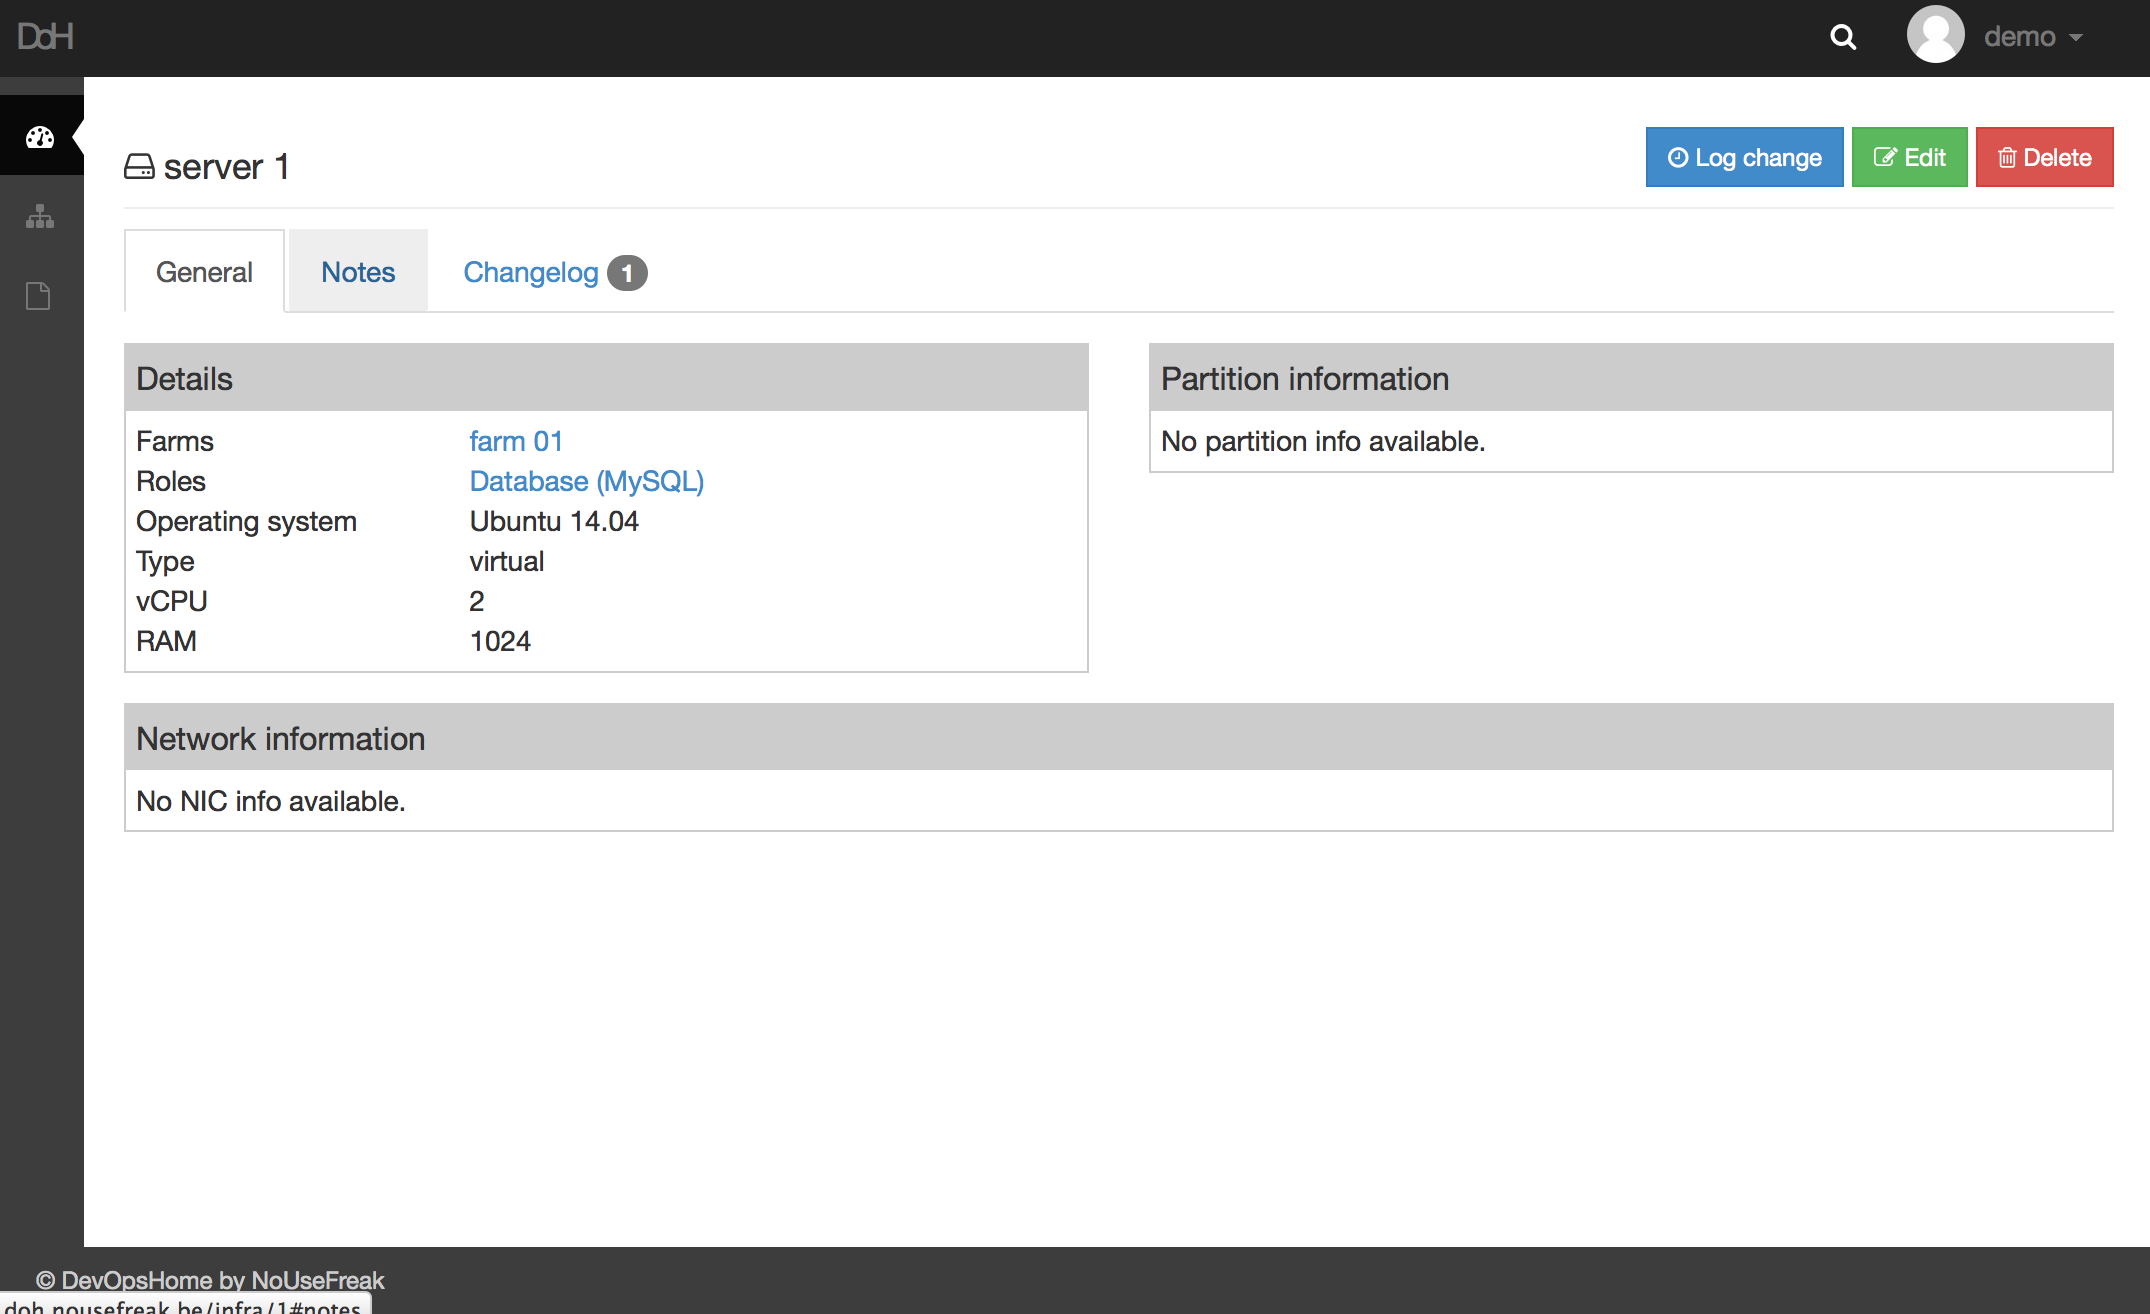 DoH
demo
server 1
Log change
Edit
Delete
General
Notes
Changelog 1
Details
Farms farm 01
Roles Database (MySQL)
Operating system Ubuntu 14.04
Type virtual
vCPU 2
RAM 1024
Partition information
No partition info available.
Network information
No NIC info available.
© DevOpsHome by NoUseFreak
doh.nousefreak.be/infra/1#notes